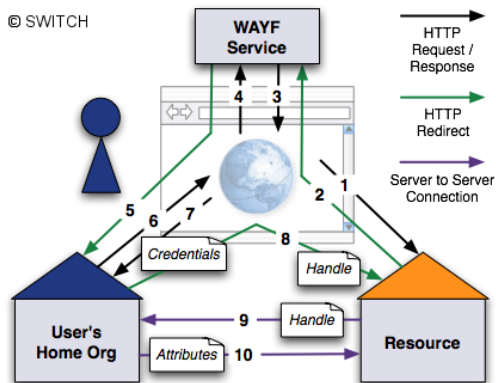 © SWITCH
WAYF
Service
HTTP
Request /
Response
HTTP
Redirect
Server to Server
Connection
4
3
1
2
5
6
7
8
Credentials
Handle
User's
Home Org
9
Handle
Attributes
10
Resource